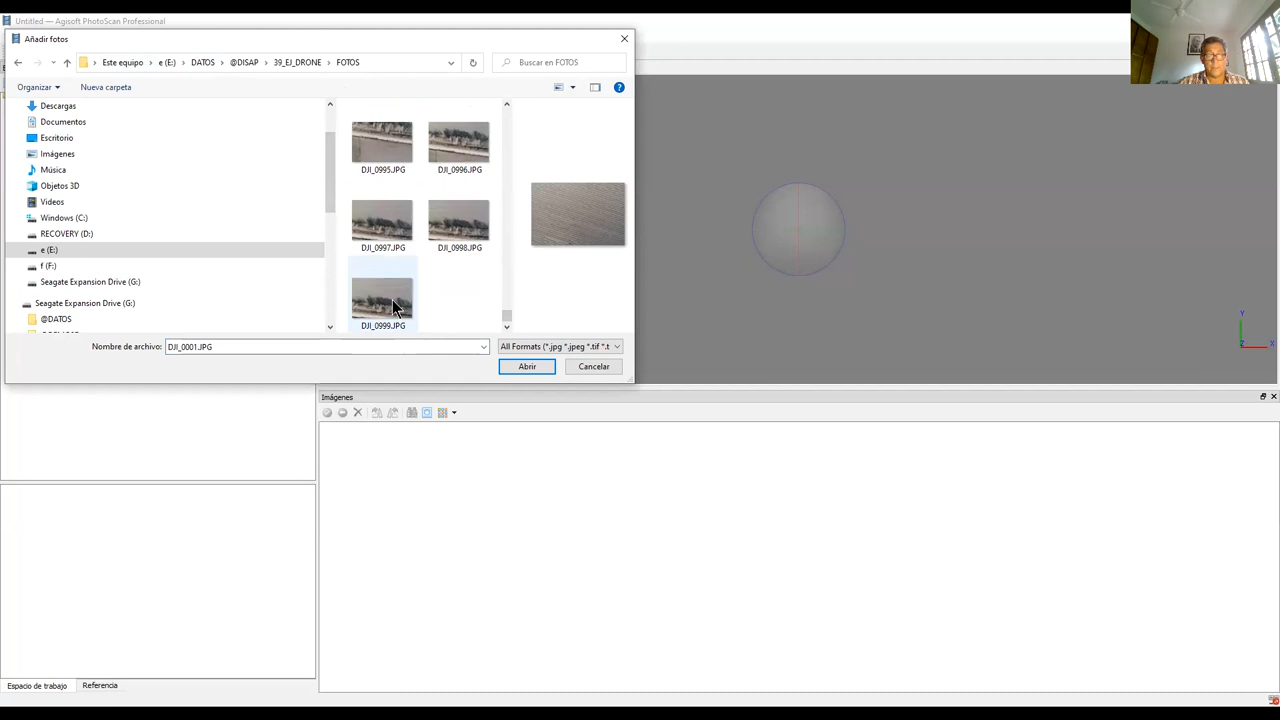 Untitled — Agisoft PhotoScan Professional
Añadir fotos
Este equipo > e (E:) > DATOS > @DISAP > 39_EJ_DRONE > FOTOS
Buscar en FOTOS
Organizar
Nueva carpeta
Descargas
Documentos
Escritorio
Imágenes
Música
Objetos 3D
Videos
Windows (C:)
RECOVERY (D:)
e (E:)
f (F:)
Seagate Expansion Drive (G:)
Seagate Expansion Drive (G:)
@DATOS
DJI_0995.JPG
DJI_0996.JPG
DJI_0997.JPG
DJI_0998.JPG
DJI_0999.JPG
Nombre de archivo:
DJI_0001.JPG
All Formats (*.jpg *.jpeg *.tif *.t
Abrir
Cancelar
Y
Z
X
Imágenes
Espacio de trabajo
Referencia